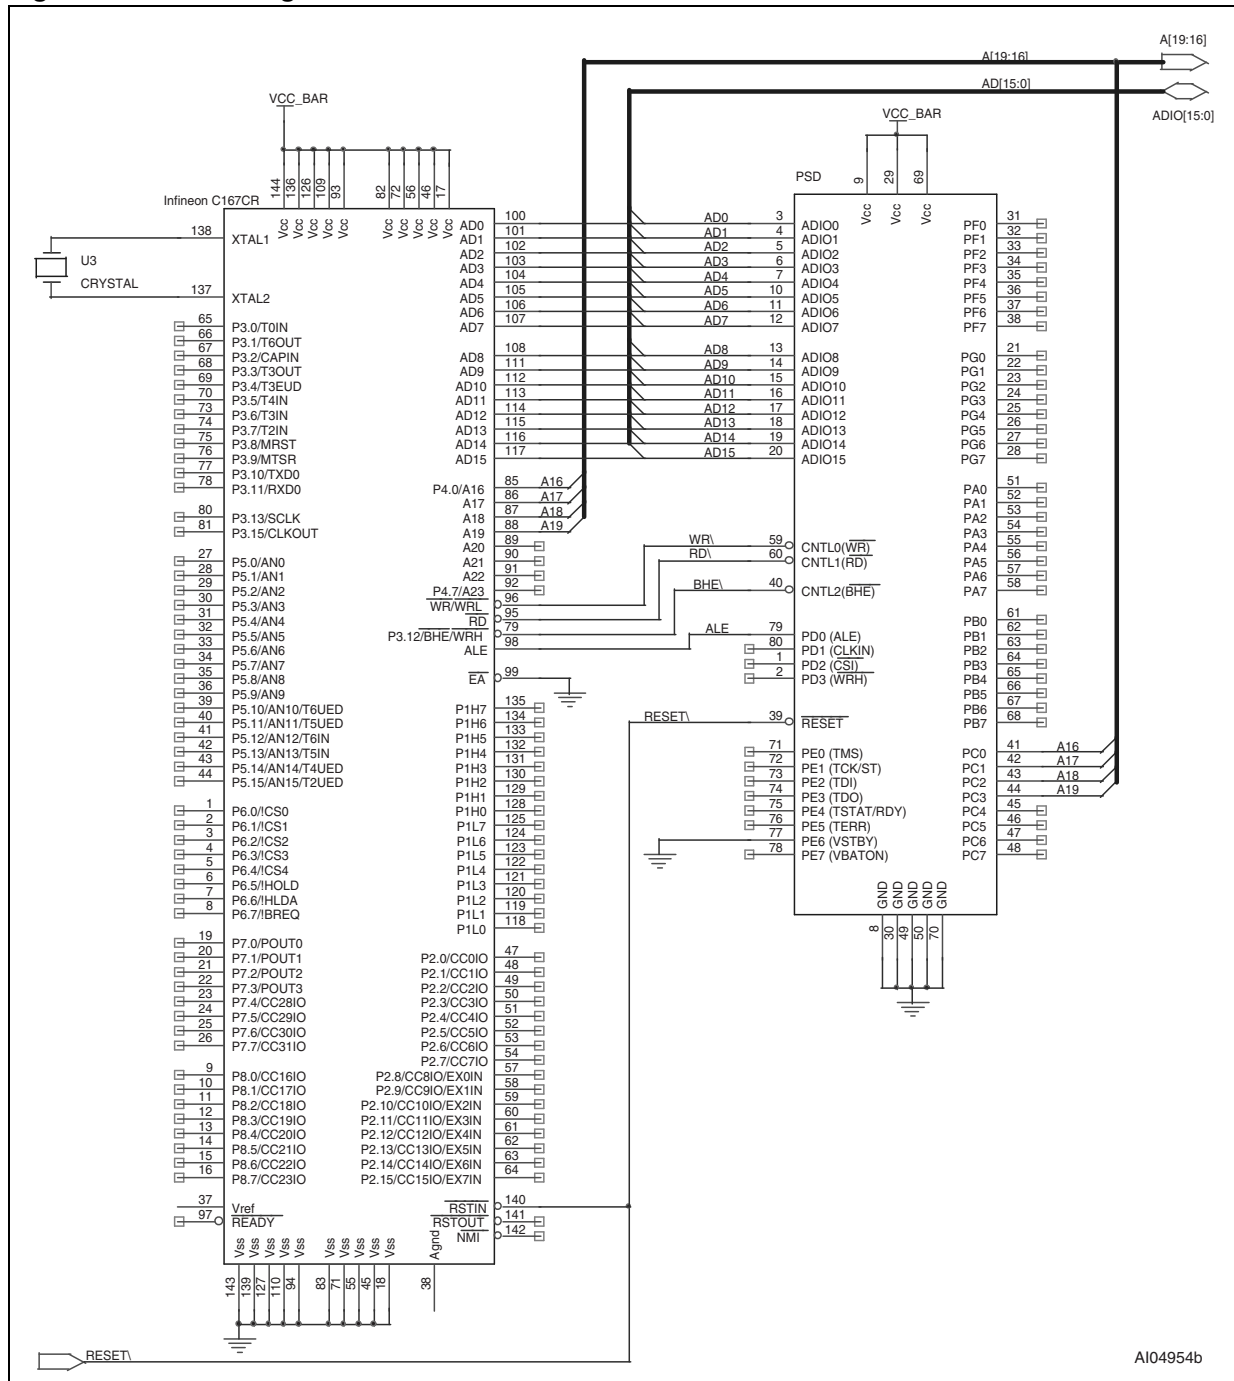 A[19:16]
A[19:16]
AD[15:0]
ADIO[15:0]
VCC_BAR
VCC_BAR
Infineon C167CR
144 136 126 109 93 82 72 56 46 17
Vcc Vcc Vcc Vcc Vcc Vcc Vcc Vcc Vcc Vcc
138 XTAL1
U3
CRYSTAL
137 XTAL2
65 P3.0/T0IN
66 P3.1/T6OUT
67 P3.2/CAPIN
68 P3.3/T3OUT
69 P3.4/T3EUD
70 P3.5/T4IN
73 P3.6/T3IN
74 P3.7/T2IN
75 P3.8/MRST
76 P3.9/MTSR
77 P3.10/TXD0
78 P3.11/RXD0
80 P3.13/SCLK
81 P3.15/CLKOUT
27 P5.0/AN0
28 P5.1/AN1
29 P5.2/AN2
30 P5.3/AN3
31 P5.4/AN4
32 P5.5/AN5
33 P5.6/AN6
34 P5.7/AN7
35 P5.8/AN8
36 P5.9/AN9
39 P5.10/AN10/T6UED
40 P5.11/AN11/T5UED
41 P5.12/AN12/T6IN
42 P5.13/AN13/T5IN
43 P5.14/AN14/T4UED
44 P5.15/AN15/T2UED
1 P6.0/!CS0
2 P6.1/!CS1
3 P6.2/!CS2
4 P6.3/!CS3
5 P6.4/!CS4
6 P6.5/!HOLD
7 P6.6/!HLDA
8 P6.7/!BREQ
19 P7.0/POUT0
20 P7.1/POUT1
21 P7.2/POUT2
22 P7.3/POUT3
23 P7.4/CC28IO
24 P7.5/CC29IO
25 P7.6/CC30IO
26 P7.7/CC31IO
9 P8.0/CC16IO
10 P8.1/CC17IO
11 P8.2/CC18IO
12 P8.3/CC19IO
13 P8.4/CC20IO
14 P8.5/CC21IO
15 P8.6/CC22IO
16 P8.7/CC23IO
37 Vref
97 READY
AD0 100 AD0
AD1 101 AD1
AD2 102 AD2
AD3 103 AD3
AD4 104 AD4
AD5 105 AD5
AD6 106 AD6
AD7 107 AD7
AD8 108 AD8
AD9 111 AD9
AD10 112 AD10
AD11 113 AD11
AD12 114 AD12
AD13 115 AD13
AD14 116 AD14
AD15 117 AD15
P4.0/A16 85 A16
A17 86 A17
A18 87 A18
A19 88 A19
A20 89
A21 90
A22 91
P4.7/A23 92
WR/WRL 96 WR\
RD 95 RD\
P3.12/BHE/WRH 79 BHE\
ALE 98 ALE
EA 99
P1H7 135
P1H6 134
P1H5 133
P1H4 132
P1H3 131
P1H2 130
P1H1 129
P1H0 128
P1L7 125
P1L6 124
P1L5 123
P1L4 122
P1L3 121
P1L2 120
P1L1 119
P1L0 118
P2.0/CC0IO 47
P2.1/CC1IO 48
P2.2/CC2IO 49
P2.3/CC3IO 50
P2.4/CC4IO 51
P2.5/CC5IO 52
P2.6/CC6IO 53
P2.7/CC7IO 54
P2.8/CC8IO/EX0IN 57
P2.9/CC9IO/EX1IN 58
P2.10/CC10IO/EX2IN 59
P2.11/CC11IO/EX3IN 60
P2.12/CC12IO/EX4IN 61
P2.13/CC13IO/EX5IN 62
P2.14/CC14IO/EX6IN 63
P2.15/CC15IO/EX7IN 64
RSTIN 140
RSTOUT 141
NMI 142
Vss Vss Vss Vss Vss Vss Vss Vss Vss Vss Agnd
143 139 127 110 94 83 71 55 45 18 38
RESET\
PSD
9 29 69
Vcc Vcc Vcc
3 ADIO0
4 ADIO1
5 ADIO2
6 ADIO3
7 ADIO4
10 ADIO5
11 ADIO6
12 ADIO7
13 ADIO8
14 ADIO9
15 ADIO10
16 ADIO11
17 ADIO12
18 ADIO13
19 ADIO14
20 ADIO15
59 CNTL0(WR)
60 CNTL1(RD)
40 CNTL2(BHE)
79 PD0 (ALE)
80 PD1 (CLKIN)
1 PD2 (CSI)
2 PD3 (WRH)
RESET\ 39 RESET
71 PE0 (TMS)
72 PE1 (TCK/ST)
73 PE2 (TDI)
74 PE3 (TDO)
75 PE4 (TSTAT/RDY)
76 PE5 (TERR)
77 PE6 (VSTBY)
78 PE7 (VBATON)
PF0 31
PF1 32
PF2 33
PF3 34
PF4 35
PF5 36
PF6 37
PF7 38
PG0 21
PG1 22
PG2 23
PG3 24
PG4 25
PG5 26
PG6 27
PG7 28
PA0 51
PA1 52
PA2 53
PA3 54
PA4 55
PA5 56
PA6 57
PA7 58
PB0 61
PB1 62
PB2 63
PB3 64
PB4 65
PB5 66
PB6 67
PB7 68
PC0 41 A16
PC1 42 A17
PC2 43 A18
PC3 44 A19
PC4 45
PC5 46
PC6 47
PC7 48
GND GND GND GND GND
8 30 49 50 70
AI04954b